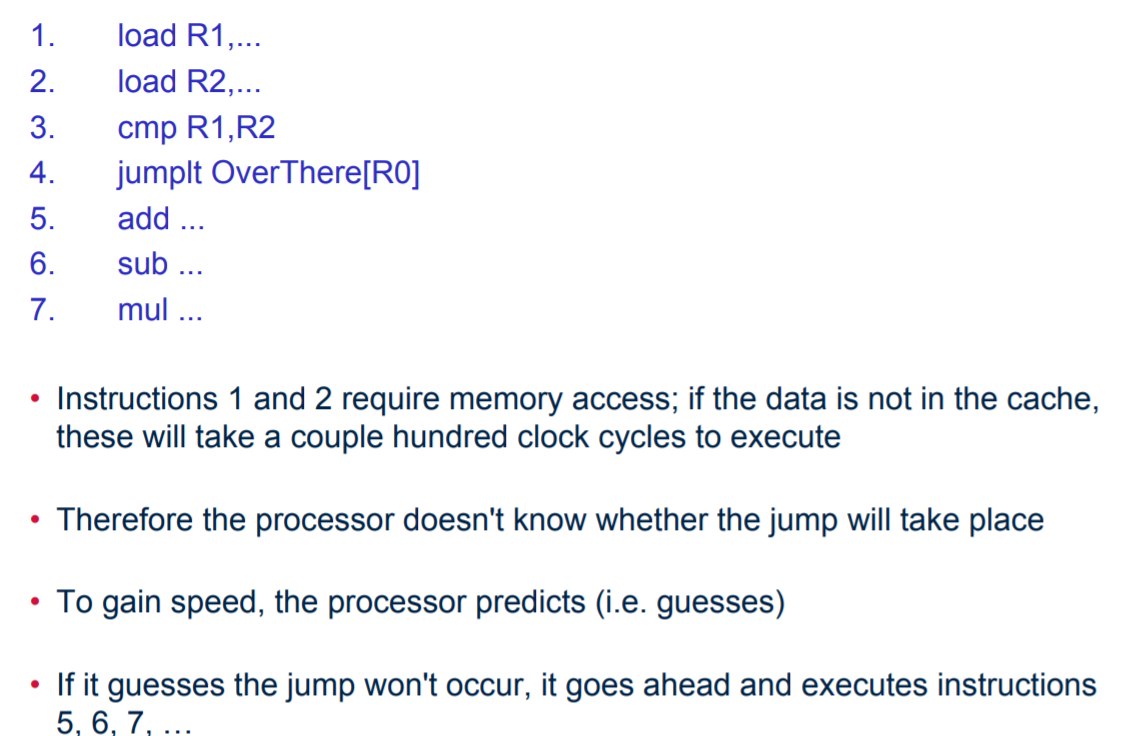 1. load R1,...
2. load R2,...
3. cmp R1,R2
4. jumplt OverThere[R0]
5. add ...
6. sub ...
7. mul ...
• Instructions 1 and 2 require memory access; if the data is not in the cache,
these will take a couple hundred clock cycles to execute
• Therefore the processor doesn't know whether the jump will take place
• To gain speed, the processor predicts (i.e. guesses)
• If it guesses the jump won't occur, it goes ahead and executes instructions
5, 6, 7, …